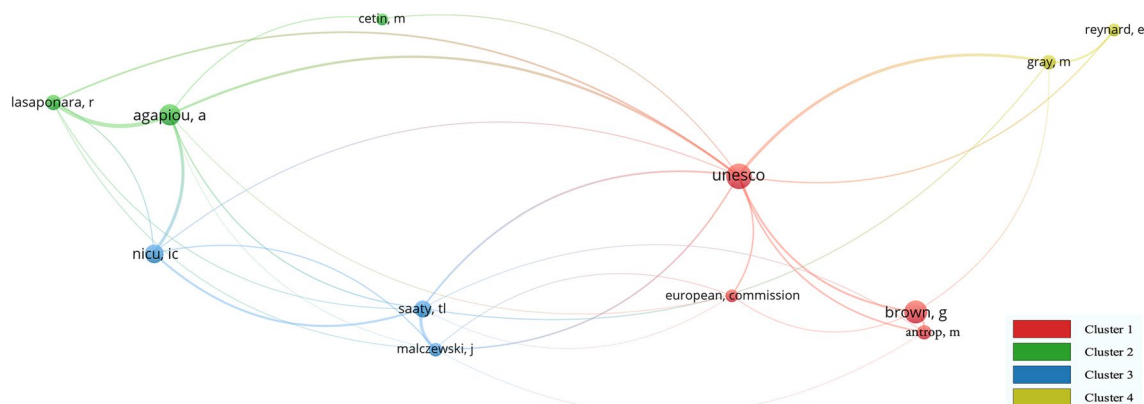 cetin, m
reynard, e
gray, m
lasaponara, r
agapiou, a
unesco
nicu, ic
european, commission
saaty, tl
brown, g
antrop, m
malczewski, j
Cluster 1
Cluster 2
Cluster 3
Cluster 4